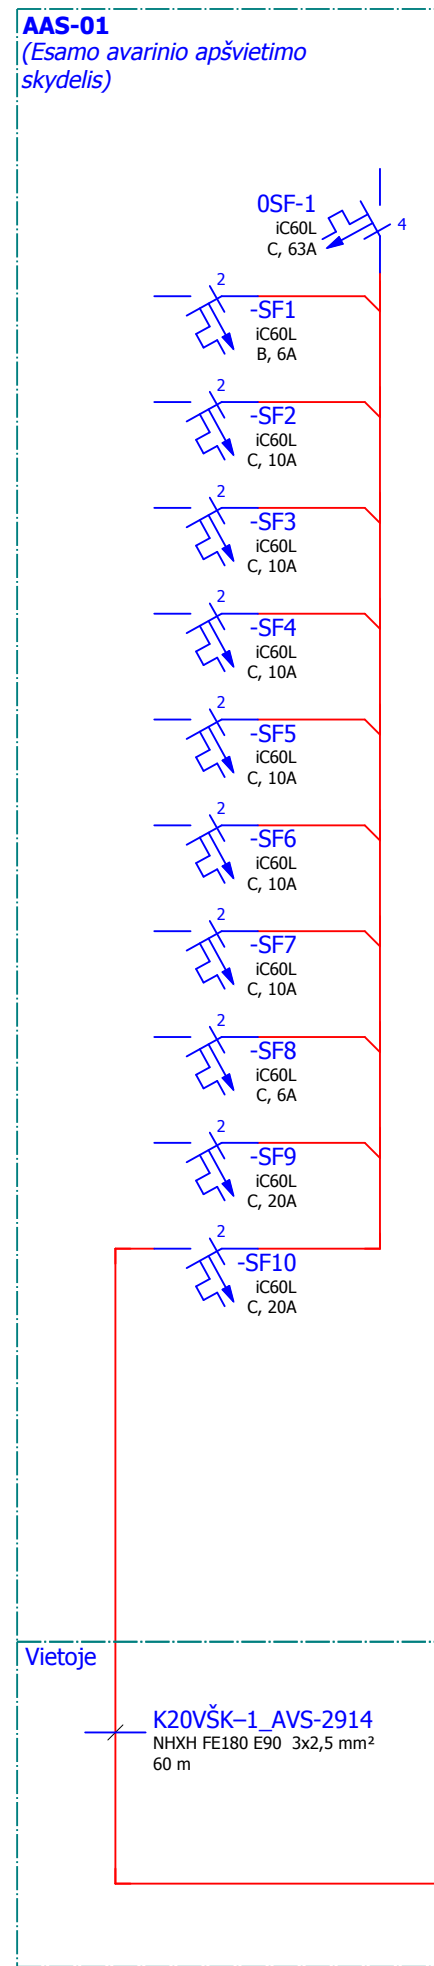 AAS-01
(Esamo avarinio apšvietimo
skydelis)
0SF-1
iC60L
C, 63A
4
2
-SF1
iC60L
B, 6A
2
-SF2
iC60L
C, 10A
2
-SF3
iC60L
C, 10A
2
-SF4
iC60L
C, 10A
2
-SF5
iC60L
C, 10A
2
-SF6
iC60L
C, 10A
2
-SF7
iC60L
C, 10A
2
-SF8
iC60L
C, 6A
2
-SF9
iC60L
C, 20A
2
-SF10
iC60L
C, 20A
Vietoje
K20VŠK–1_AVS-2914
NHXH FE180 E90 3x2,5 mm²
60 m